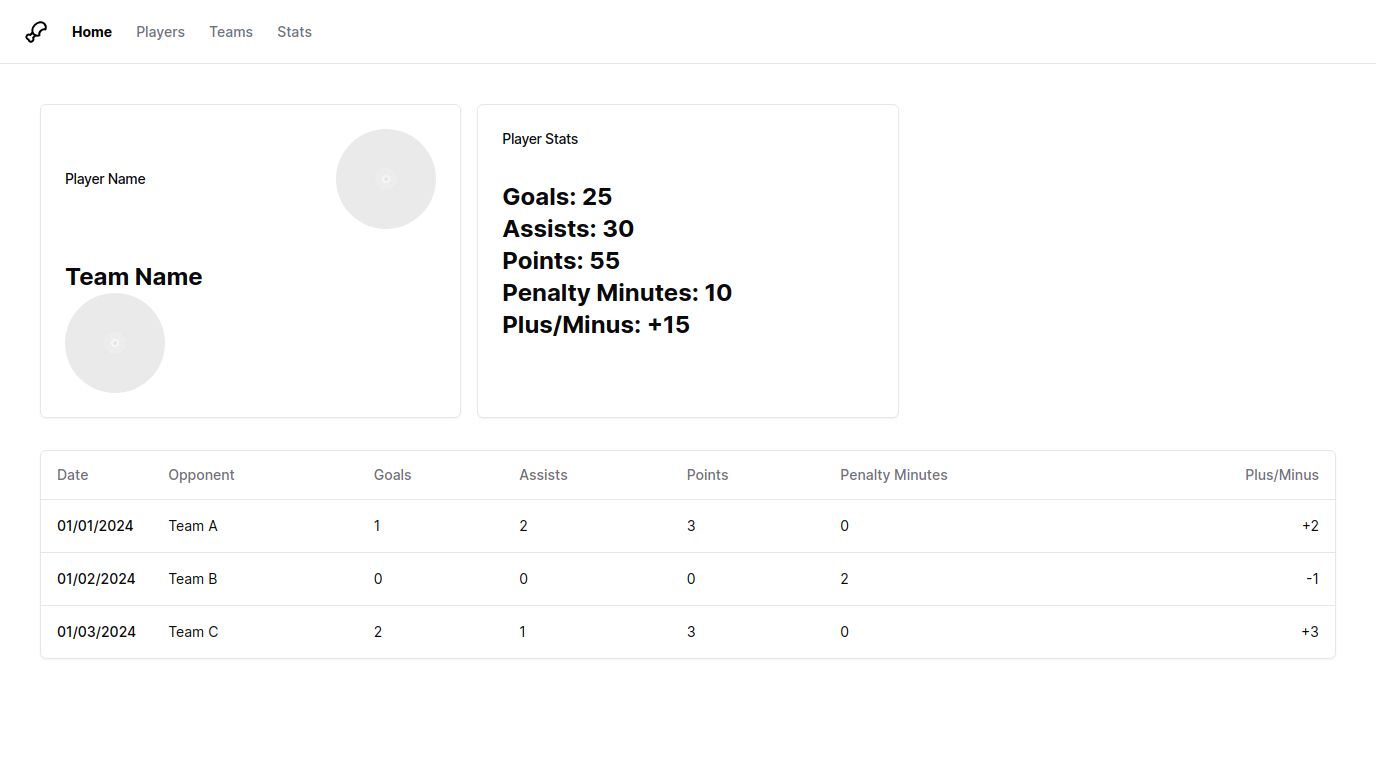 Home Players Teams Stats
Player Name
Team Name
Player Stats
Goals: 25
Assists: 30
Points: 55
Penalty Minutes: 10
Plus/Minus: +15
Date Opponent Goals Assists Points Penalty Minutes Plus/Minus
01/01/2024 Team A 1 2 3 0 +2
01/02/2024 Team B 0 0 0 2 -1
01/03/2024 Team C 2 1 3 0 +3